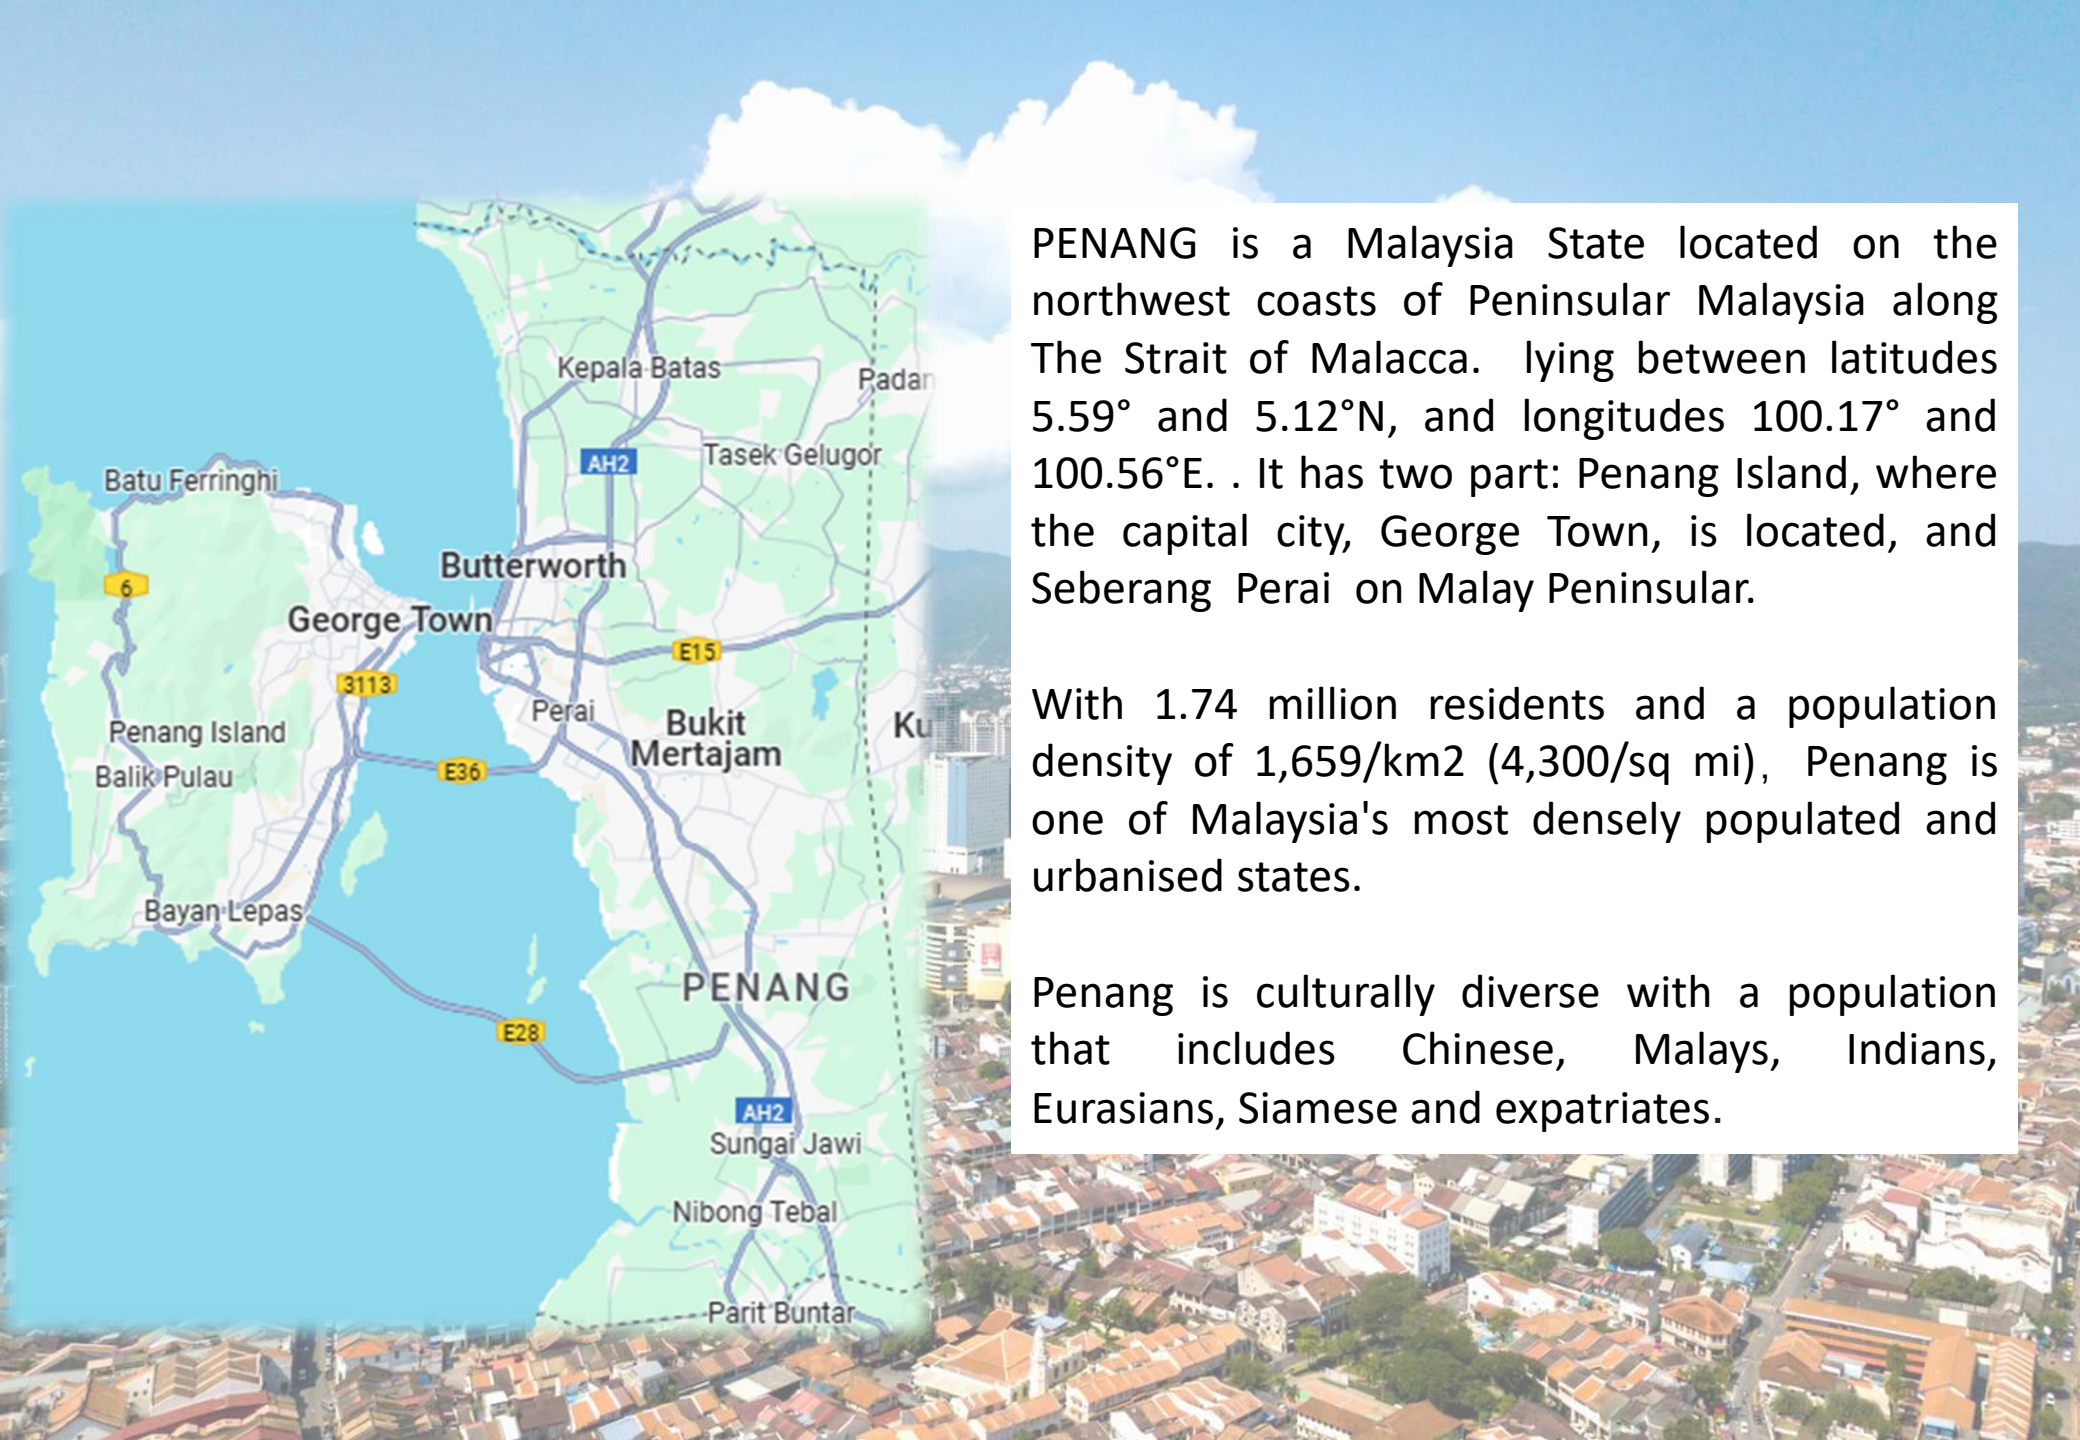 Kepala Batas
Padan
AH2
Tasek Gelugor
Batu Ferringhi
Butterworth
6
George Town
E15
3113
Perai
Penang Island
Bukit
Mertajam
Ku
Balik Pulau
E36
Bayan Lepas
PENANG
E28
AH2
Sungai Jawi
Nibong Tebal
Parit Buntar
PENANG is a Malaysia State located on the
northwest coasts of Peninsular Malaysia along
The Strait of Malacca. lying between latitudes
5.59° and 5.12°N, and longitudes 100.17° and
100.56°E. . It has two part: Penang Island, where
the capital city, George Town, is located, and
Seberang Perai on Malay Peninsular.
With 1.74 million residents and a population
density of 1,659/km2 (4,300/sq mi), Penang is
one of Malaysia's most densely populated and
urbanised states.
Penang is culturally diverse with a population
that includes Chinese, Malays, Indians,
Eurasians, Siamese and expatriates.